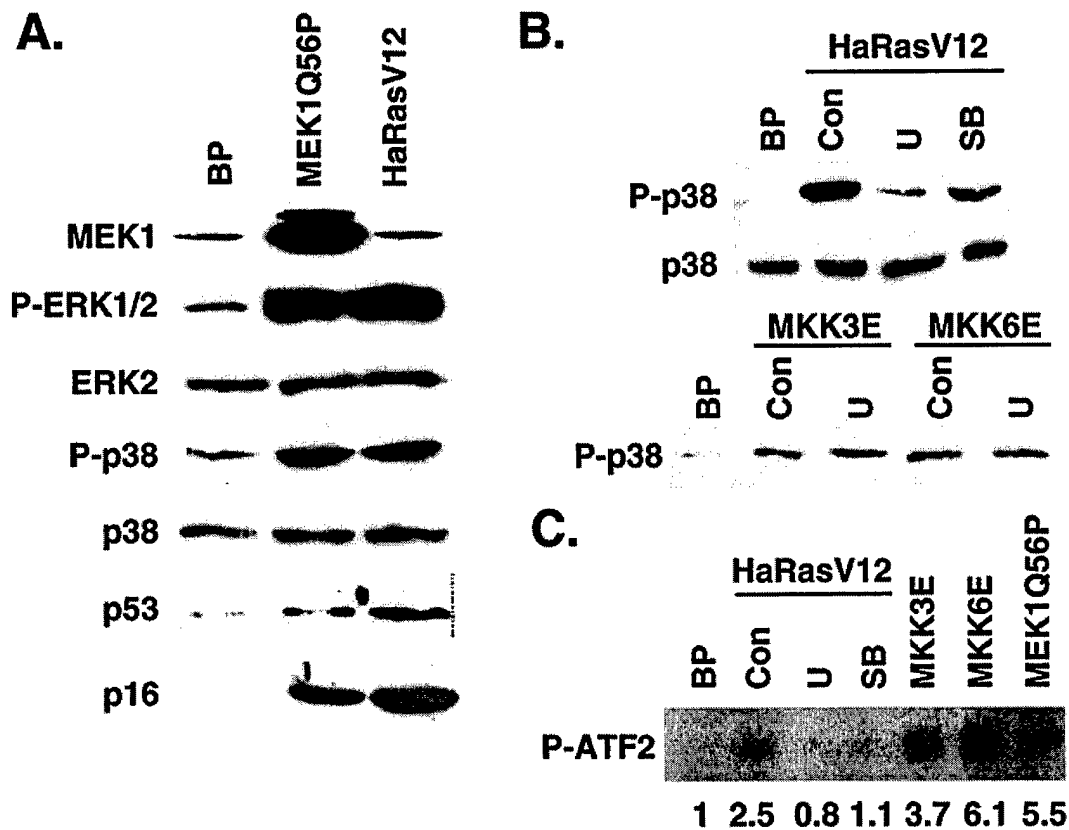 A.
BP
MEK1Q56P
HaRasV12
MEK1
P-ERK1/2
ERK2
P-p38
p38
p53
p16
B.
HaRasV12
BP Con U SB
P-p38
p38
MKK3E MKK6E
BP Con U Con U
P-p38
C.
HaRasV12
BP Con U SB MKK3E MKK6E MEK1Q56P
P-ATF2
1 2.5 0.8 1.1 3.7 6.1 5.5